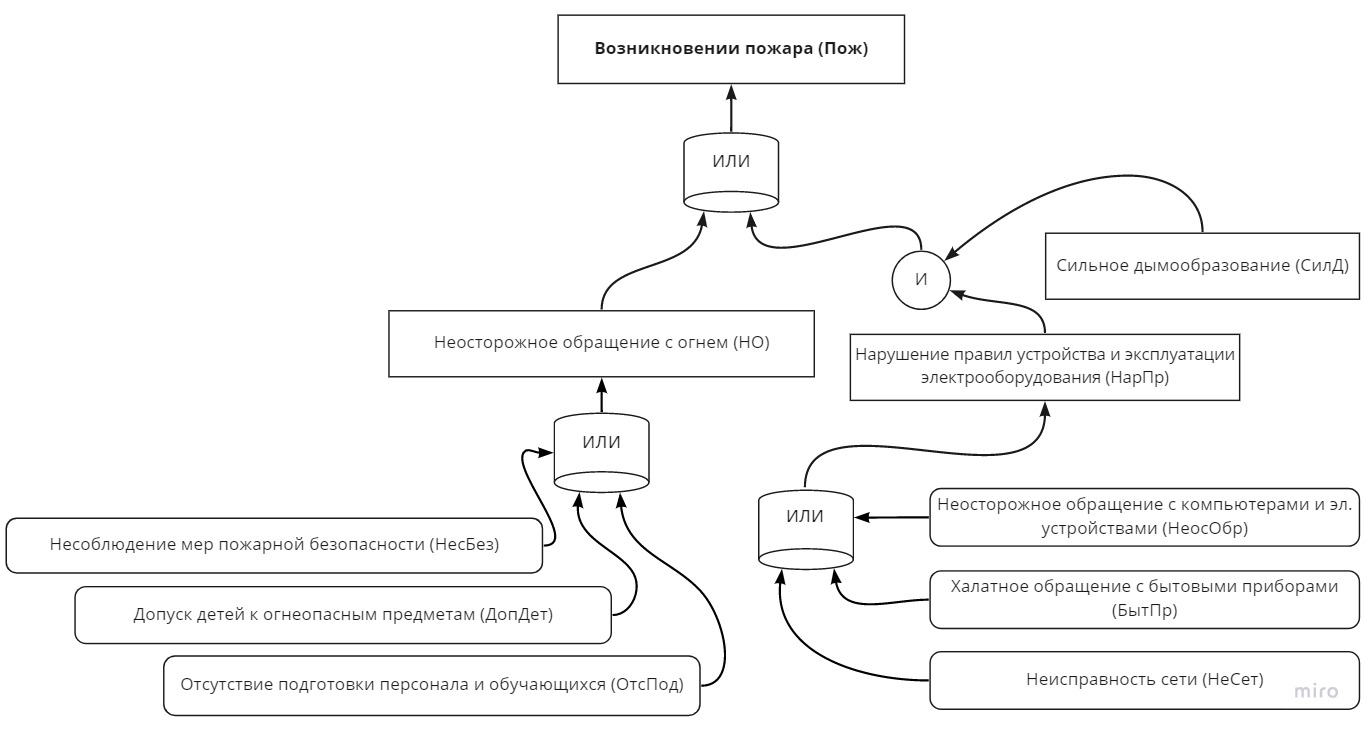 Возникновении пожара (Пож)
ИЛИ
И
Сильное дымообразование (СилД)
Неосторожное обращение с огнем (НО)
Нарушение правил устройства и эксплуатации
электрооборудования (НарПр)
ИЛИ
ИЛИ
Неосторожное обращение с компьютерами и эл.
устройствами (НеосОбр)
Несоблюдение мер пожарной безопасности (НесБез)
Халатное обращение с бытовыми приборами
(БытПр)
Допуск детей к огнеопасным предметам (ДопДет)
Отсутствие подготовки персонала и обучающихся (ОтсПод)
Неисправность сети (НеСет)
miro